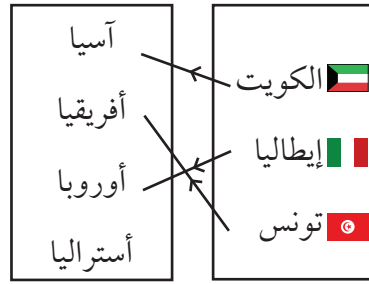 الكويت
إيطاليا
تونس
آسيا
أفريقيا
أوروبا
أستراليا